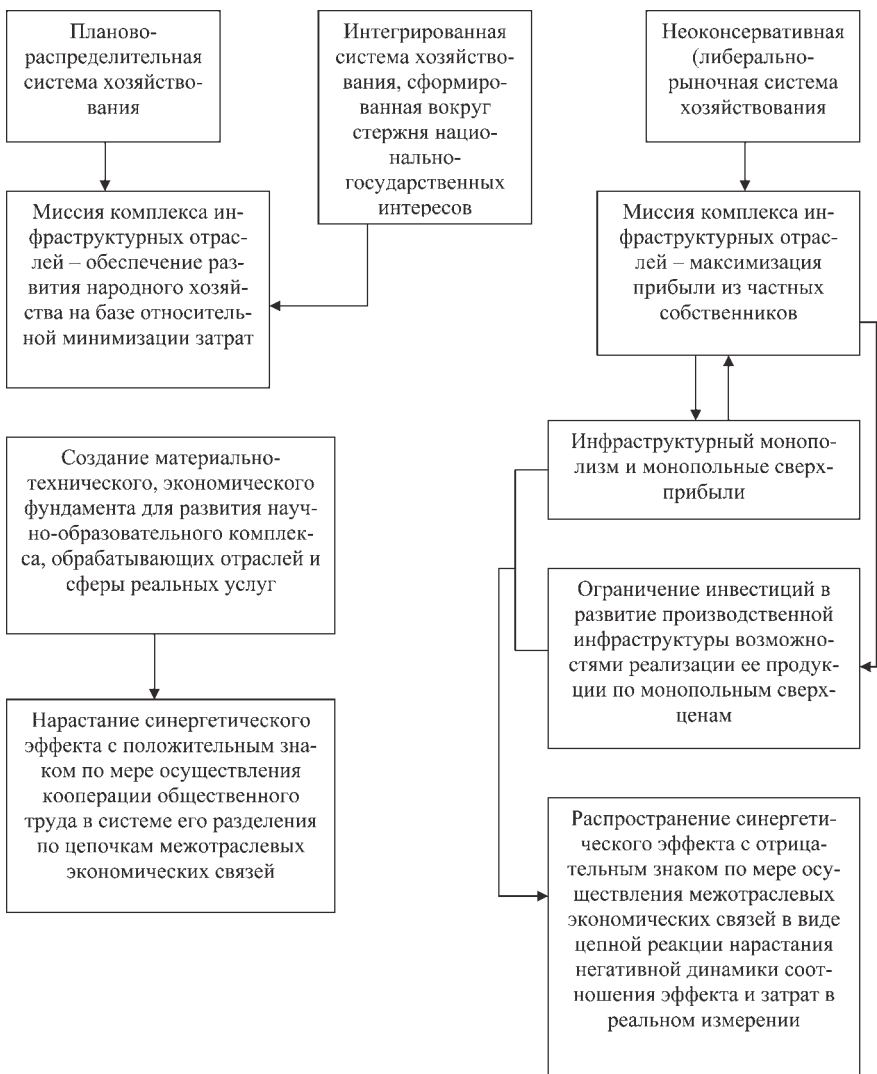 Планово-
распределительная
система хозяйство-
вания
Интегрированная
система хозяйство-
вания, сформиро-
ванная вокруг
стержня нацио-
нально-
государственных
интересов
Неоконсервативная
(либерально-
рыночная система
хозяйствования
Миссия комплекса ин-
фраструктурных отрас-
лей – обеспечение раз-
вития народного хозяй-
ства на базе относитель-
ной минимизации затрат
Миссия комплекса ин-
фраструктурных отрас-
лей – максимизация
прибыли из частных
собственников
Инфраструктурный монопо-
лизм и монопольные сверх-
прибыли
Создание материально-
технического, экономического
фундамента для развития науч-
но-образовательного комплек-
са, обрабатывающих отраслей и
сферы реальных услуг
Ограничение инвестиций в
развитие производственной
инфраструктуры возможно-
стями реализации ее продук-
ции по монопольным сверх-
ценам
Нарастание синергетического
эффекта с положительным зна-
ком по мере осуществления
кооперации общественного
труда в системе его разделения
по цепочкам межотраслевых
экономических связей
Распространение синергети-
ческого эффекта с отрица-
тельным знаком по мере осу-
ществления межотраслевых
экономических связей в виде
цепной реакции нарастания
негативной динамики соот-
ношения эффекта и затрат в
реальном измерении